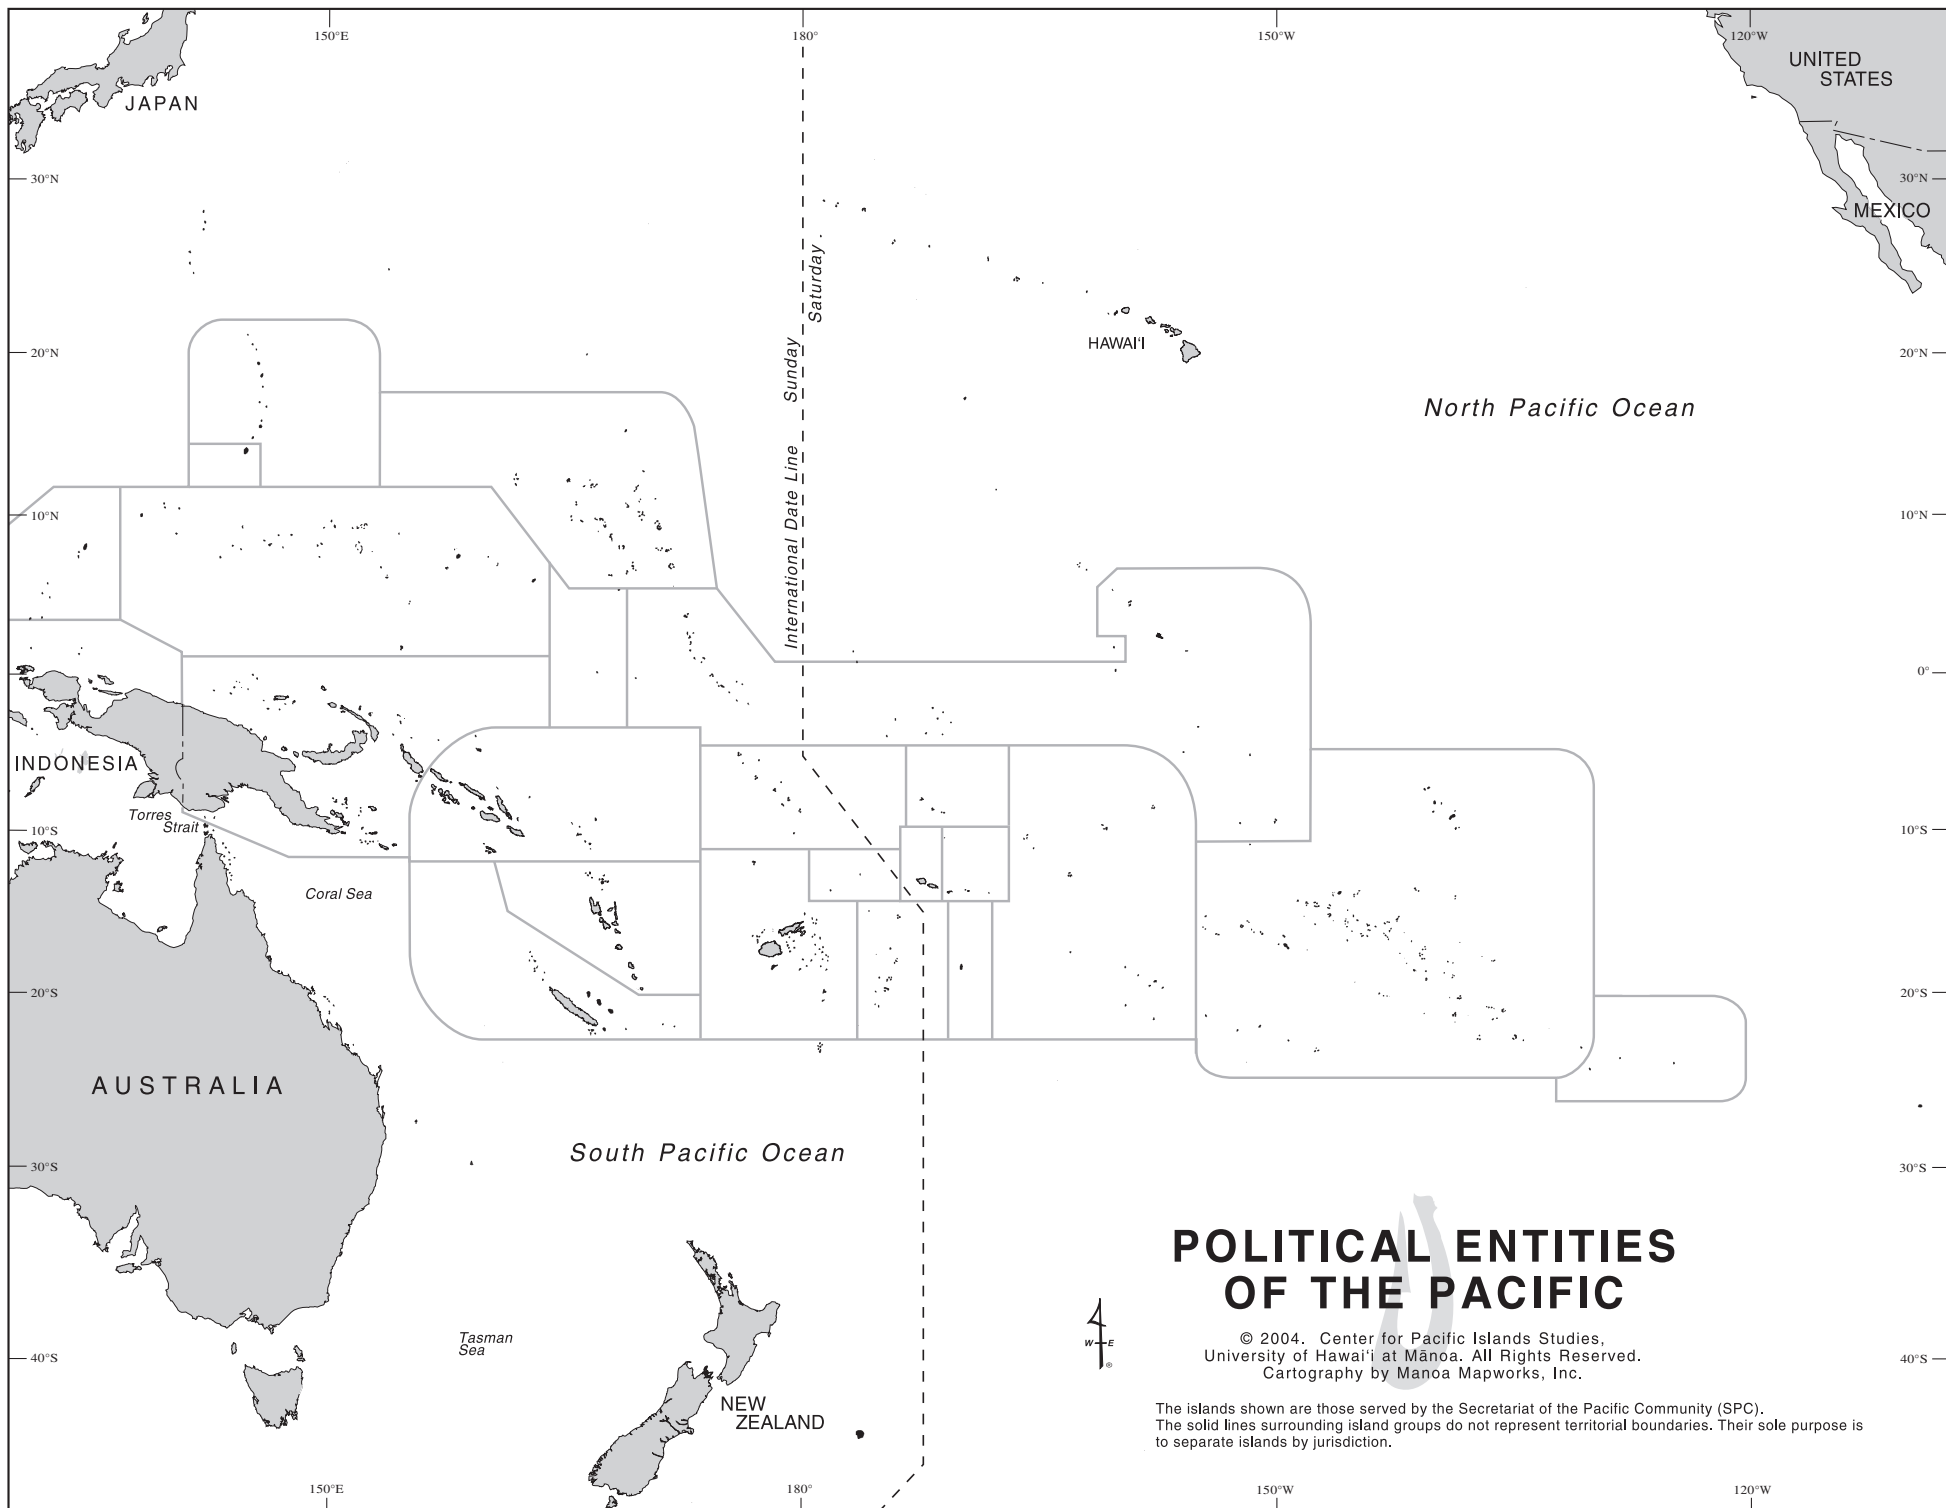 150°E
180°
150°W
120°W
UNITED
STATES
JAPAN
30°N
30°N
MEXICO
Saturday
Sunday
HAWAI‘I
20°N
20°N
North Pacific Ocean
International Date Line
10°N
10°N
0°
INDONESIA
Torres
Strait
10°S
10°S
Coral Sea
20°S
20°S
AUSTRALIA
South Pacific Ocean
30°S
30°S
POLITICAL ENTITIES
OF THE PACIFIC
© 2004. Center for Pacific Islands Studies,
University of Hawai‘i at Mānoa. All Rights Reserved.
Cartography by Manoa Mapworks, Inc.
W E
®
Tasman
Sea
40°S
40°S
NEW
ZEALAND
The islands shown are those served by the Secretariat of the Pacific Community (SPC).
The solid lines surrounding island groups do not represent territorial boundaries. Their sole purpose is
to separate islands by jurisdiction.
150°E
180°
150°W
120°W